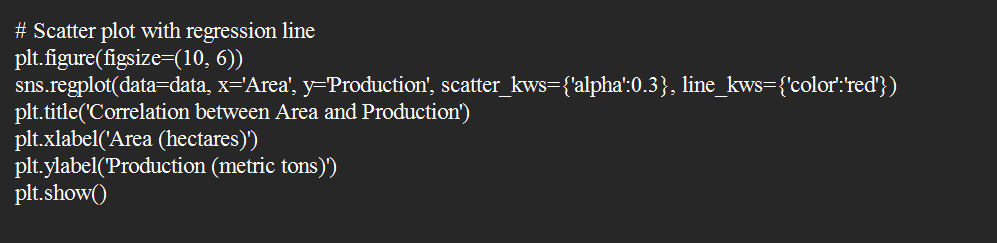 # Scatter plot with regression line
plt.figure(figsize=(10, 6))
sns.regplot(data=data, x='Area', y='Production', scatter_kws={'alpha':0.3}, line_kws={'color':'red'})
plt.title('Correlation between Area and Production')
plt.xlabel('Area (hectares)')
plt.ylabel('Production (metric tons)')
plt.show()